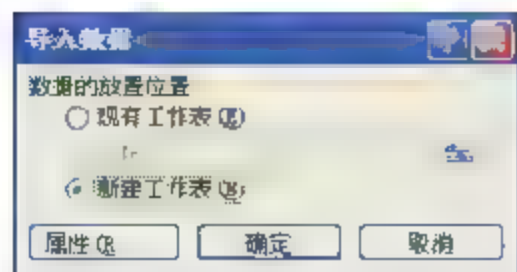 导入数据
数据的放置位置
现有工作表(E)
新建工作表(N)
属性(R 确定 取消